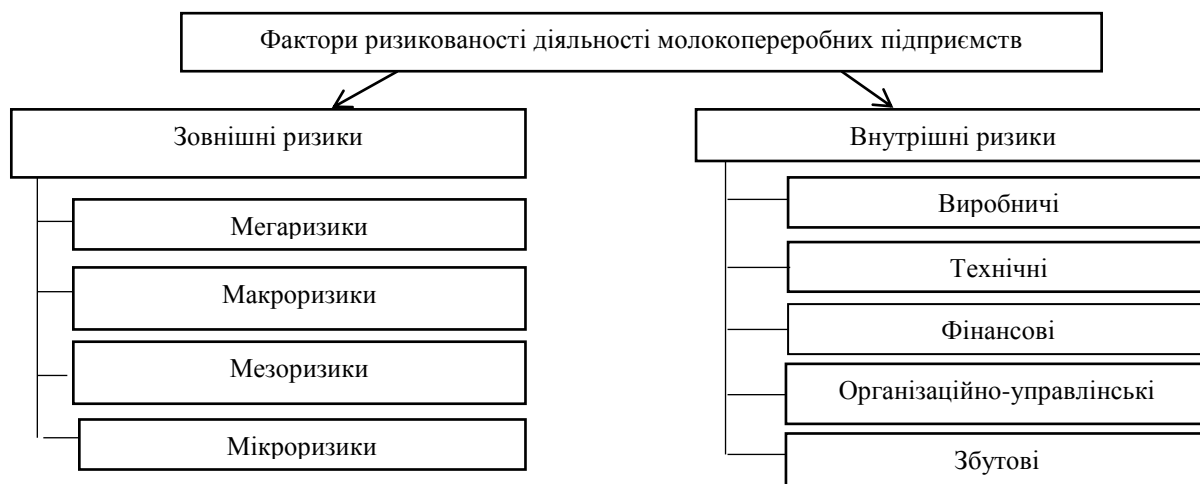 Фактори ризикованості діяльності молокопереробних підприємств
Зовнішні ризики
Мегаризики
Макроризики
Мезоризики
Мікроризики
Внутрішні ризики
Виробничі
Технічні
Фінансові
Організаційно-управлінські
Збутові